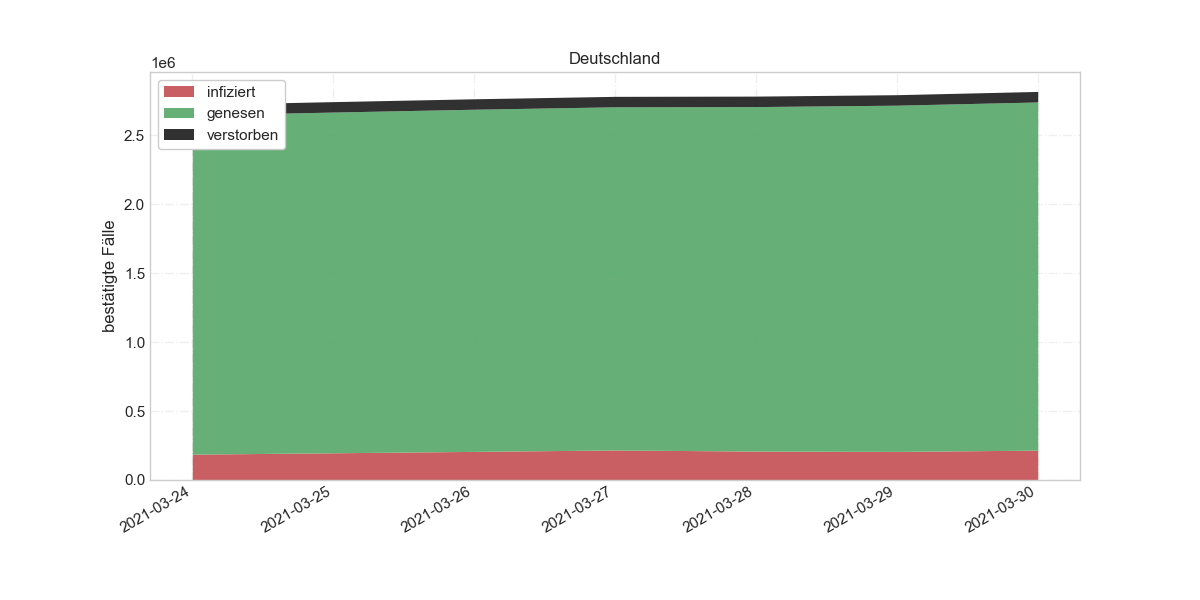 Deutschland
1e6
infiziert
genesen
verstorben
bestätigte Fälle
2.5
2.0
1.5
1.0
0.5
0.0
2021-03-24
2021-03-25
2021-03-26
2021-03-27
2021-03-28
2021-03-29
2021-03-30